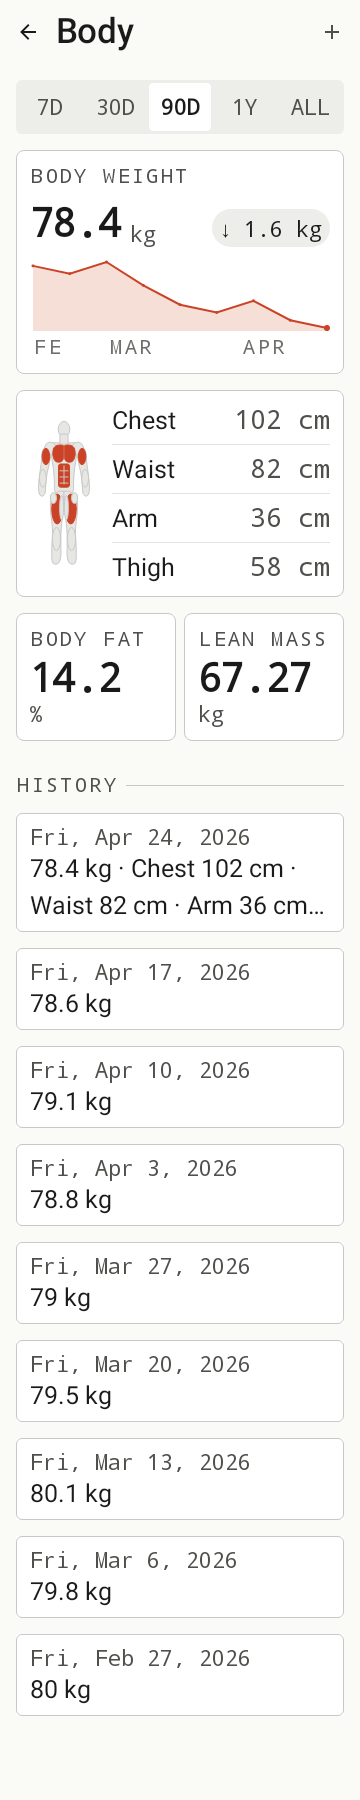 Body
7D 30D 90D 1Y ALL
BODY WEIGHT
78.4 kg ↓ 1.6 kg
FE MAR APR
Chest 102 cm
Waist 82 cm
Arm 36 cm
Thigh 58 cm
BODY FAT
14.2
%
LEAN MASS
67.27
kg
HISTORY
Fri, Apr 24, 2026
78.4 kg · Chest 102 cm ·
Waist 82 cm · Arm 36 cm...
Fri, Apr 17, 2026
78.6 kg
Fri, Apr 10, 2026
79.1 kg
Fri, Apr 3, 2026
78.8 kg
Fri, Mar 27, 2026
79 kg
Fri, Mar 20, 2026
79.5 kg
Fri, Mar 13, 2026
80.1 kg
Fri, Mar 6, 2026
79.8 kg
Fri, Feb 27, 2026
80 kg